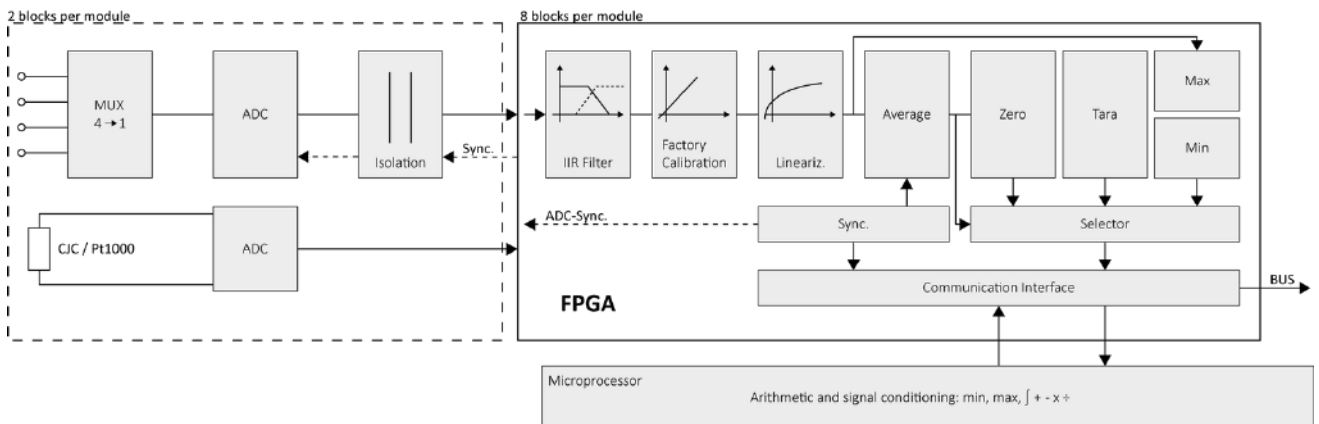 2 blocks per module
8 blocks per module
MUX
4→1
ADC
Isolation
Sync.
IIR Filter
Factory
Calibration
Lineariz.
Average
Zero
Tara
Max
Min
CJC / Pt1000
ADC
ADC-Sync.
Sync.
Selector
Communication Interface
BUS
FPGA
Microprocessor
Arithmetic and signal conditioning: min, max, ∫ + - x ÷